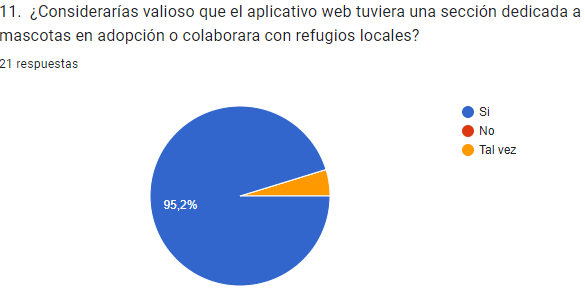 11. ¿Considerarías valioso que el aplicativo web tuviera una sección dedicada a
mascotas en adopción o colaborara con refugios locales?
21 respuestas
Si
No
Tal vez
95,2%